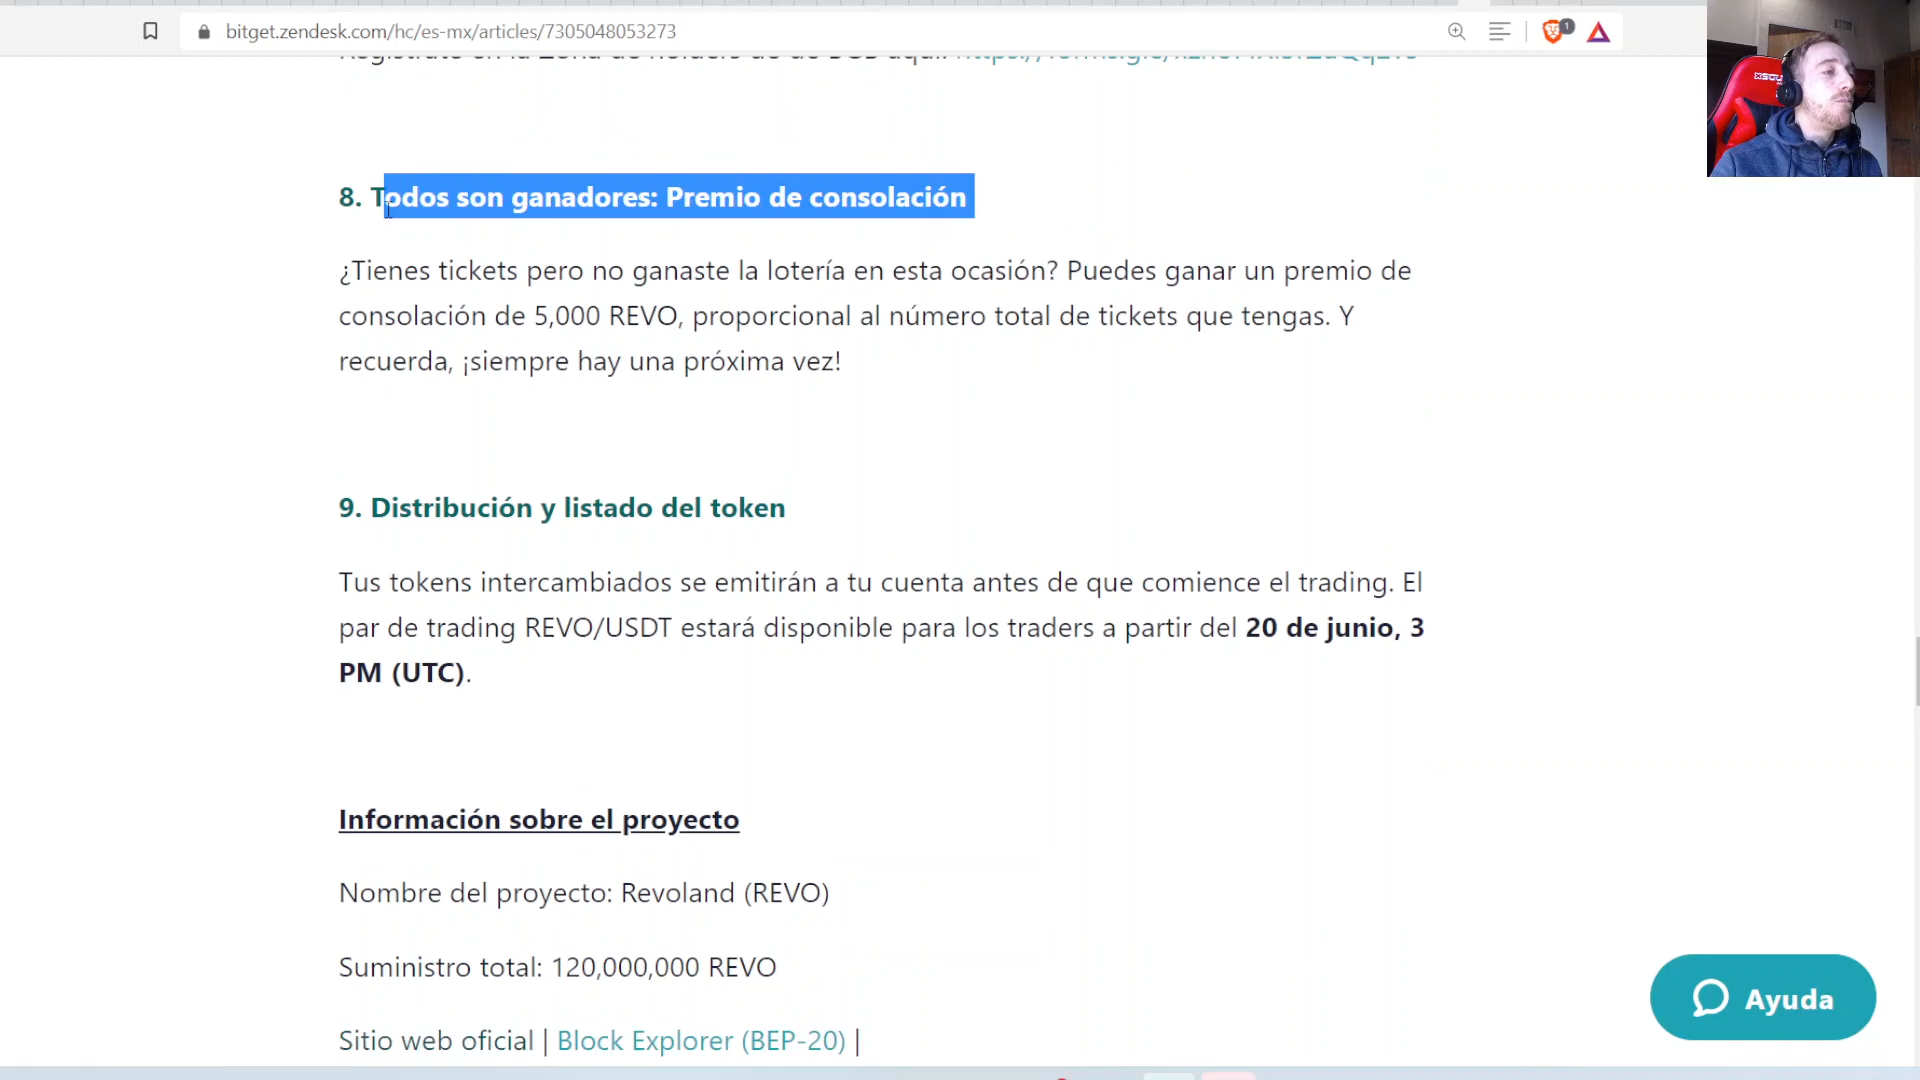 bitget.zendesk.com/hc/es-mx/articles/7305048053273
1
8. Todos son ganadores: Premio de consolación
¿Tienes tickets pero no ganaste la lotería en esta ocasión? Puedes ganar un premio de
consolación de 5,000 REVO, proporcional al número total de tickets que tengas. Y
recuerda, ¡siempre hay una próxima vez!
9. Distribución y listado del token
Tus tokens intercambiados se emitirán a tu cuenta antes de que comience el trading. El
par de trading REVO/USDT estará disponible para los traders a partir del 20 de junio, 3
PM (UTC).
Información sobre el proyecto
Nombre del proyecto: Revoland (REVO)
Suministro total: 120,000,000 REVO
Sitio web oficial | Block Explorer (BEP-20) |
Ayuda